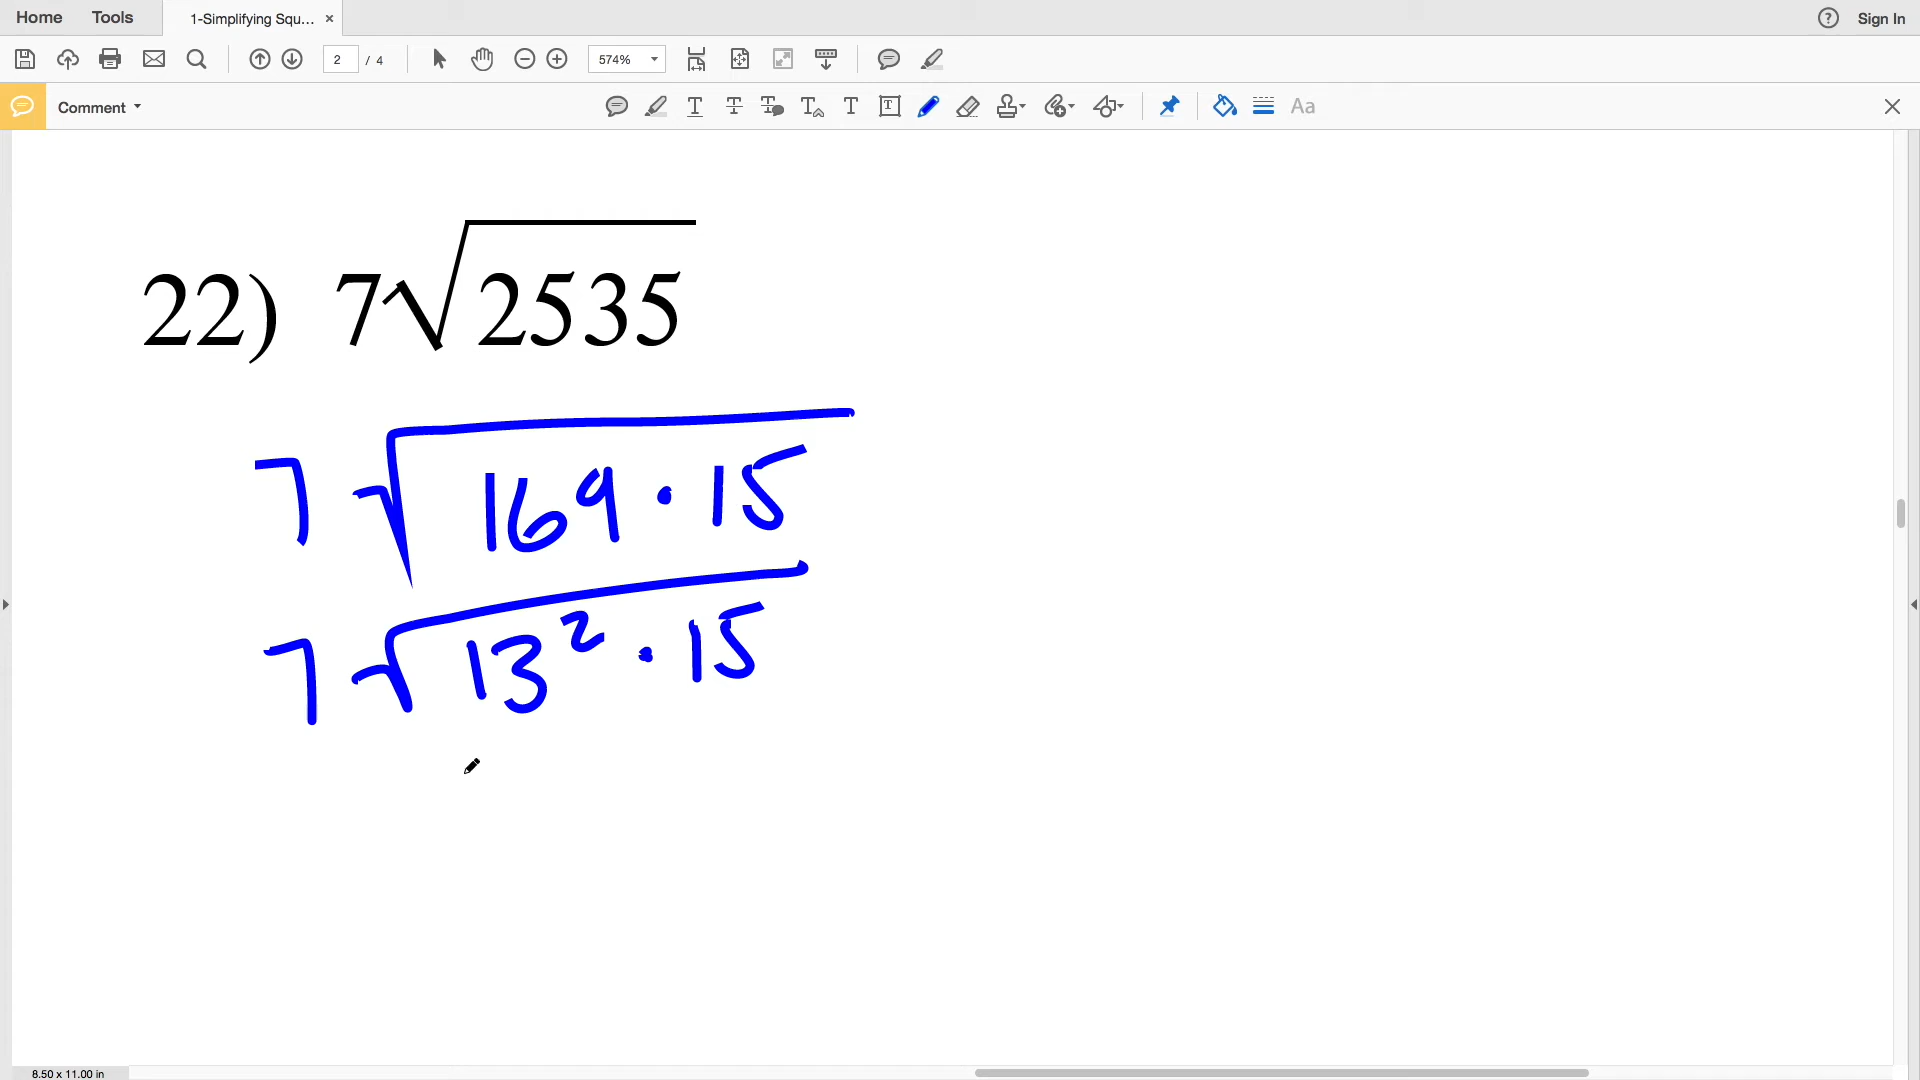 Home Tools 1-Simplifying Squ... × ? Sign In
2 / 4 574%
Comment T T T T T T Aa
22) 7√2535
7√169·15
7√13²·15
8.50 x 11.00 in